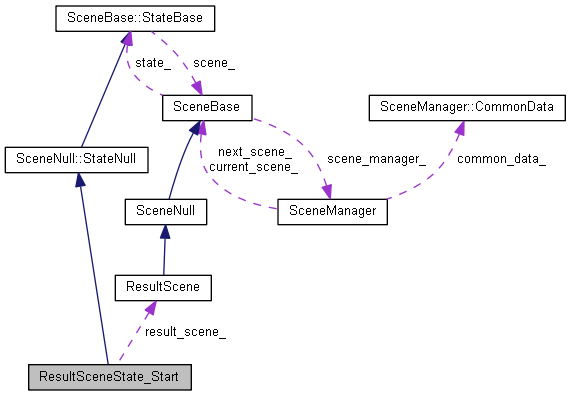 SceneBase::StateBase
state_
scene_
SceneBase
SceneManager::CommonData
SceneNull::StateNull
next_scene_
current_scene_
scene_manager_
common_data_
SceneNull
SceneManager
ResultScene
result_scene_
ResultSceneState_Start